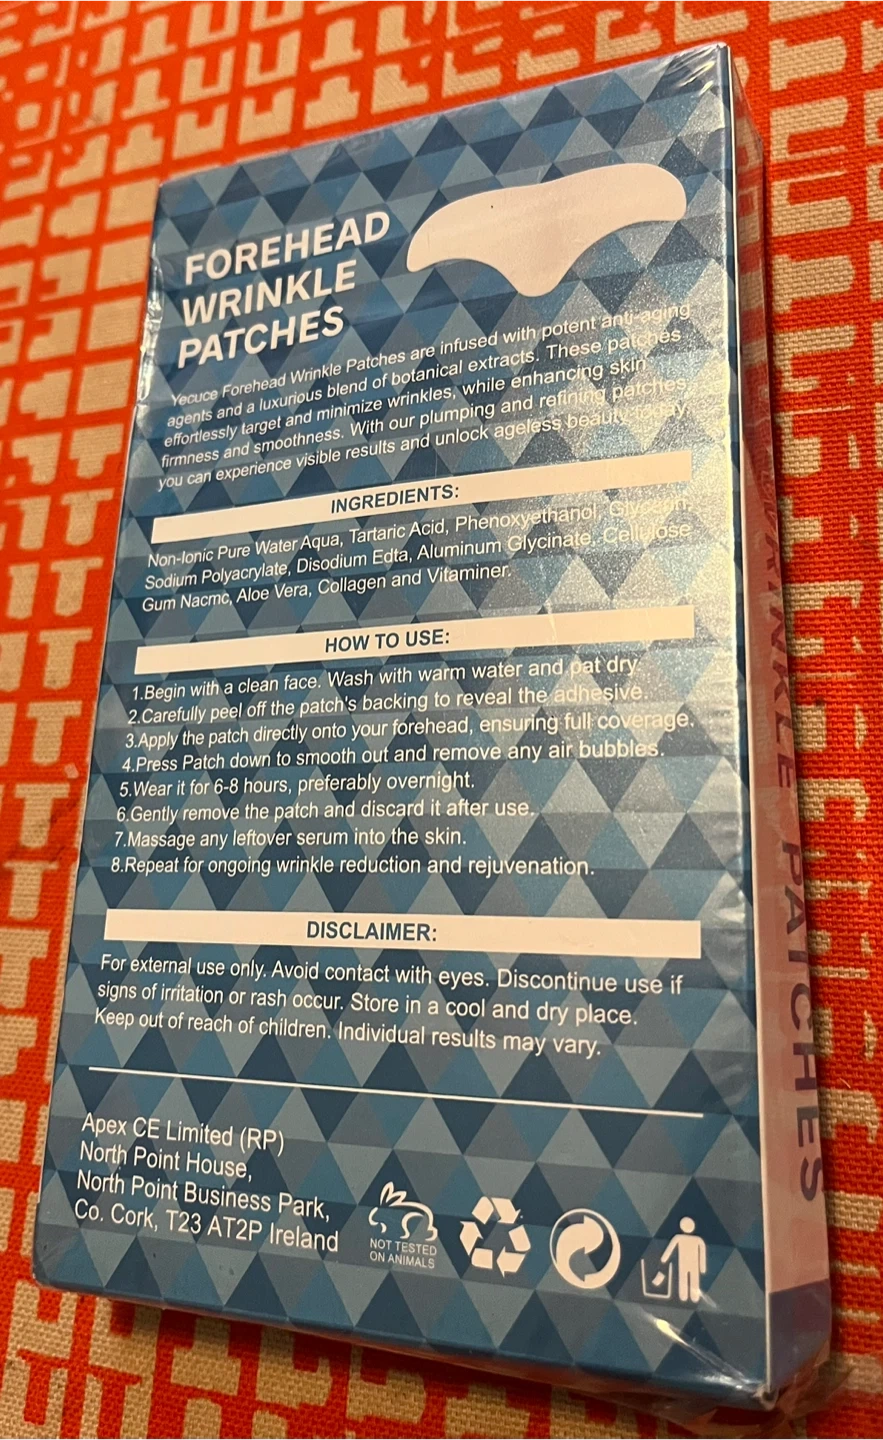 FOREHEAD
WRINKLE
PATCHES
Yecuce Forehead Wrinkle Patches are infused with potent anti-aging
agents and a luxurious blend of botanical extracts. These patches
effortlessly target and minimize wrinkles, while enhancing skin
firmness and smoothness. With our plumping and refining patches,
you can experience visible results and unlock ageless beauty today.
INGREDIENTS:
Non-Ionic Pure Water Aqua, Tartaric Acid, Phenoxyethanol, Glycerin,
Sodium Polyacrylate, Disodium Edta, Aluminum Glycinate, Cellulose
Gum Nacmc, Aloe Vera, Collagen and Vitaminer.
HOW TO USE:
1.Begin with a clean face. Wash with warm water and pat dry.
2.Carefully peel off the patch's backing to reveal the adhesive.
3.Apply the patch directly onto your forehead, ensuring full coverage.
4.Press Patch down to smooth out and remove any air bubbles.
5.Wear it for 6-8 hours, preferably overnight.
6.Gently remove the patch and discard it after use.
7.Massage any leftover serum into the skin.
8.Repeat for ongoing wrinkle reduction and rejuvenation.
DISCLAIMER:
For external use only. Avoid contact with eyes. Discontinue use if
signs of irritation or rash occur. Store in a cool and dry place.
Keep out of reach of children. Individual results may vary.
Apex CE Limited (RP)
North Point House,
North Point Business Park,
Co. Cork, T23 AT2P Ireland
NOT TESTED
ON ANIMALS
WRINKLE PATCHES